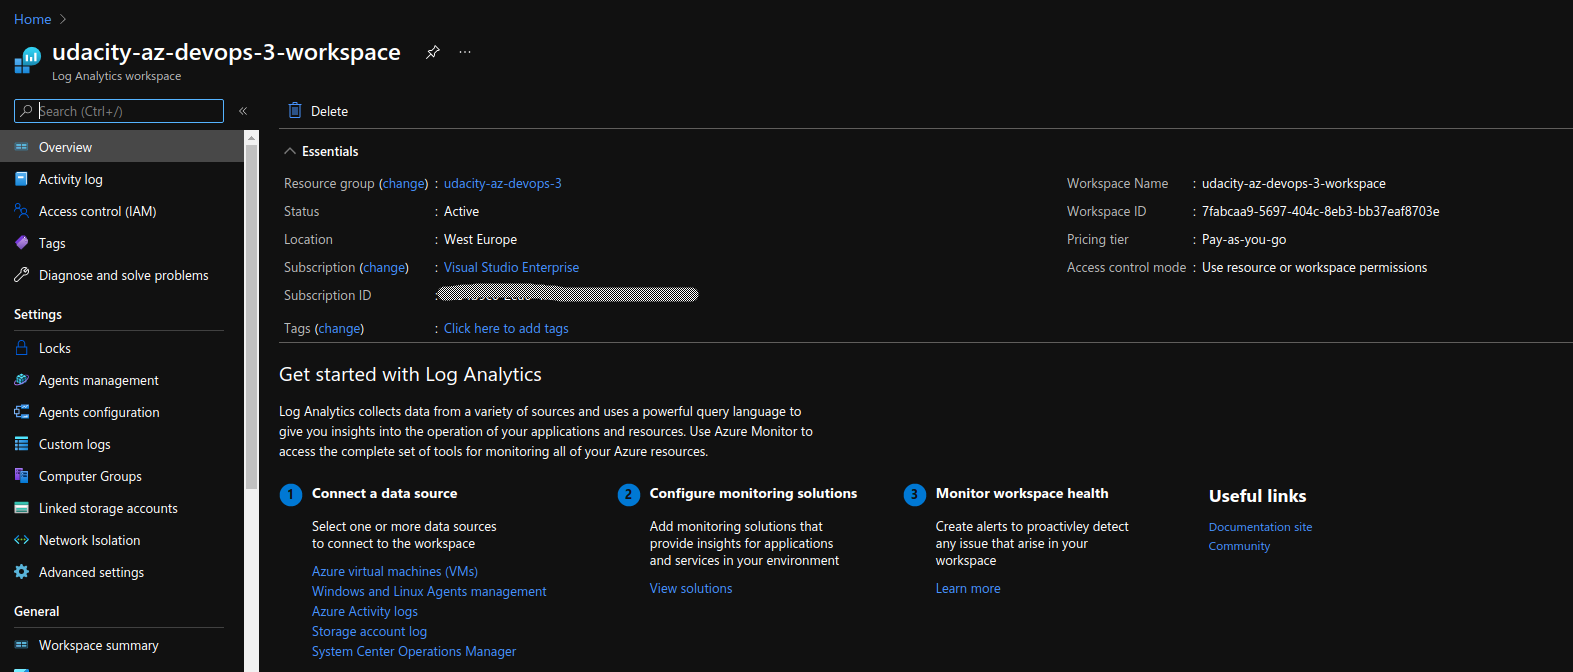 Home
udacity-az-devops-3-workspace
Log Analytics workspace
Search (Ctrl+/)
Overview
Activity log
Access control (IAM)
Tags
Diagnose and solve problems
Settings
Locks
Agents management
Agents configuration
Custom logs
Computer Groups
Linked storage accounts
Network Isolation
Advanced settings
General
Workspace summary
Delete
Essentials
Resource group (change) : udacity-az-devops-3
Status : Active
Location : West Europe
Subscription (change) : Visual Studio Enterprise
Subscription ID :
Tags (change) : Click here to add tags
Workspace Name : udacity-az-devops-3-workspace
Workspace ID : 7fabcaa9-5697-404c-8eb3-bb37eaf8703e
Pricing tier : Pay-as-you-go
Access control mode : Use resource or workspace permissions
Get started with Log Analytics
Log Analytics collects data from a variety of sources and uses a powerful query language to
give you insights into the operation of your applications and resources. Use Azure Monitor to
access the complete set of tools for monitoring all of your Azure resources.
1 Connect a data source
Select one or more data sources
to connect to the workspace
Azure virtual machines (VMs)
Windows and Linux Agents management
Azure Activity logs
Storage account log
System Center Operations Manager
2 Configure monitoring solutions
Add monitoring solutions that
provide insights for applications
and services in your environment
View solutions
3 Monitor workspace health
Create alerts to proactivley detect
any issue that arise in your
workspace
Learn more
Useful links
Documentation site
Community